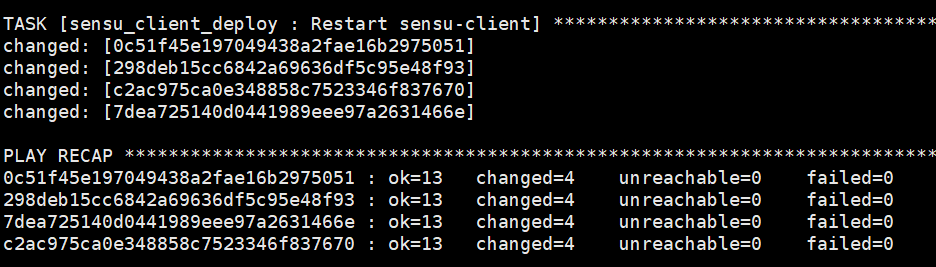 TASK [sensu_client_deploy : Restart sensu-client] ***********************************
changed: [0c51f45e197049438a2fae16b2975051]
changed: [298deb15cc6842a69636df5c95e48f93]
changed: [c2ac975ca0e348858c7523346f837670]
changed: [7dea725140d0441989eee97a2631466e]
PLAY RECAP **************************************************************************
0c51f45e197049438a2fae16b2975051 : ok=13   changed=4    unreachable=0    failed=0
298deb15cc6842a69636df5c95e48f93 : ok=13   changed=4    unreachable=0    failed=0
7dea725140d0441989eee97a2631466e : ok=13   changed=4    unreachable=0    failed=0
c2ac975ca0e348858c7523346f837670 : ok=13   changed=4    unreachable=0    failed=0